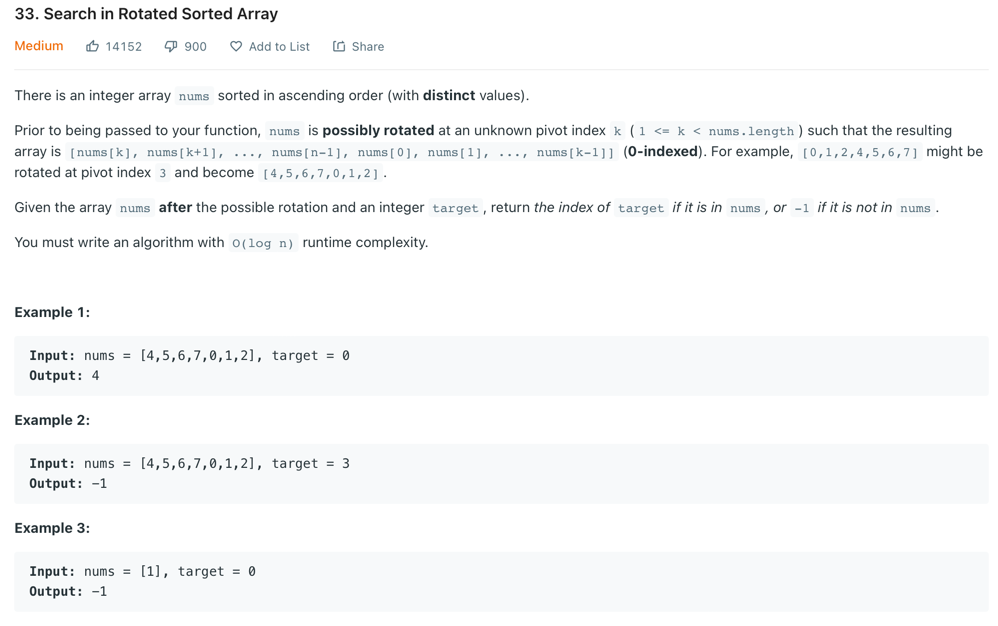 33. Search in Rotated Sorted Array
Medium 14152 900 Add to List Share
There is an integer array nums sorted in ascending order (with distinct values).
Prior to being passed to your function, nums is possibly rotated at an unknown pivot index k ( 1 <= k < nums.length ) such that the resulting
array is [nums[k], nums[k+1], ..., nums[n-1], nums[0], nums[1], ..., nums[k-1]] (0-indexed). For example, [0,1,2,4,5,6,7] might be
rotated at pivot index 3 and become [4,5,6,7,0,1,2] .
Given the array nums after the possible rotation and an integer target , return the index of target if it is in nums , or -1 if it is not in nums .
You must write an algorithm with O(log n) runtime complexity.
Example 1:
Input: nums = [4,5,6,7,0,1,2], target = 0
Output: 4
Example 2:
Input: nums = [4,5,6,7,0,1,2], target = 3
Output: -1
Example 3:
Input: nums = [1], target = 0
Output: -1